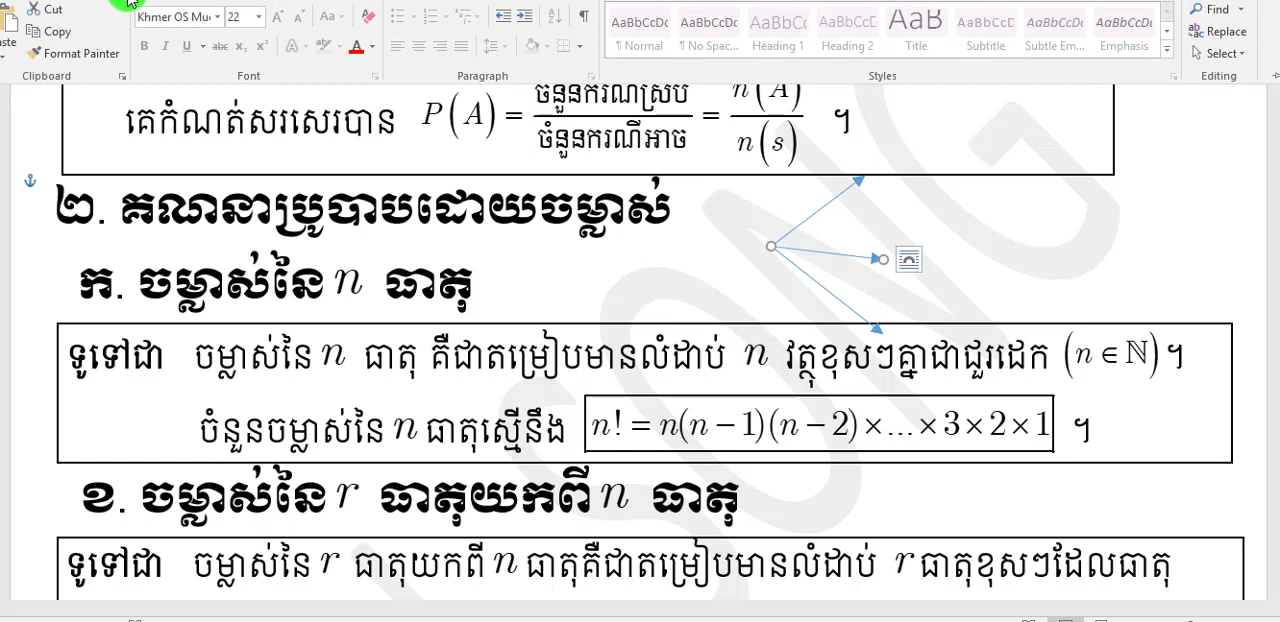 Cut
Copy
aste
Format Painter
Clipboard
Khmer OS Mu 22
Aa
B I U abc x₂ x²
Font
Paragraph
AaBbCcDc AaBbCcDc AaBbCc AaBbCcD AaB AaBbCcD AaBbCcDc AaBbCcDc
¶ Normal ¶ No Spac... Heading 1 Heading 2 Title Subtitle Subtle Em... Emphasis
Styles
Find
Replace
Select
Editing
គេកំណត់សរសេរបាន P(A) = ចំនួនករណីស្រប / ចំនួនករណីអាច = n(A) / n(s) ។
២. គណនាប្រូបាបដោយចម្លាស់
ក. ចម្លាស់នៃ n ធាតុ
ទូទៅជា ចម្លាស់នៃ n ធាតុ គឺជាតម្រៀបមានលំដាប់ n វត្ថុខុសៗគ្នាជាជួរដេក (n ∈ ℕ)។
ចំនួនចម្លាស់នៃ n ធាតុស្មើនឹង n! = n(n − 1)(n − 2)×...×3×2×1 ។
ខ. ចម្លាស់នៃ r ធាតុយកពី n ធាតុ
ទូទៅជា ចម្លាស់នៃ r ធាតុយកពី n ធាតុគឺជាតម្រៀបមានលំដាប់ r ធាតុខុសៗដែលធាតុ
SONG